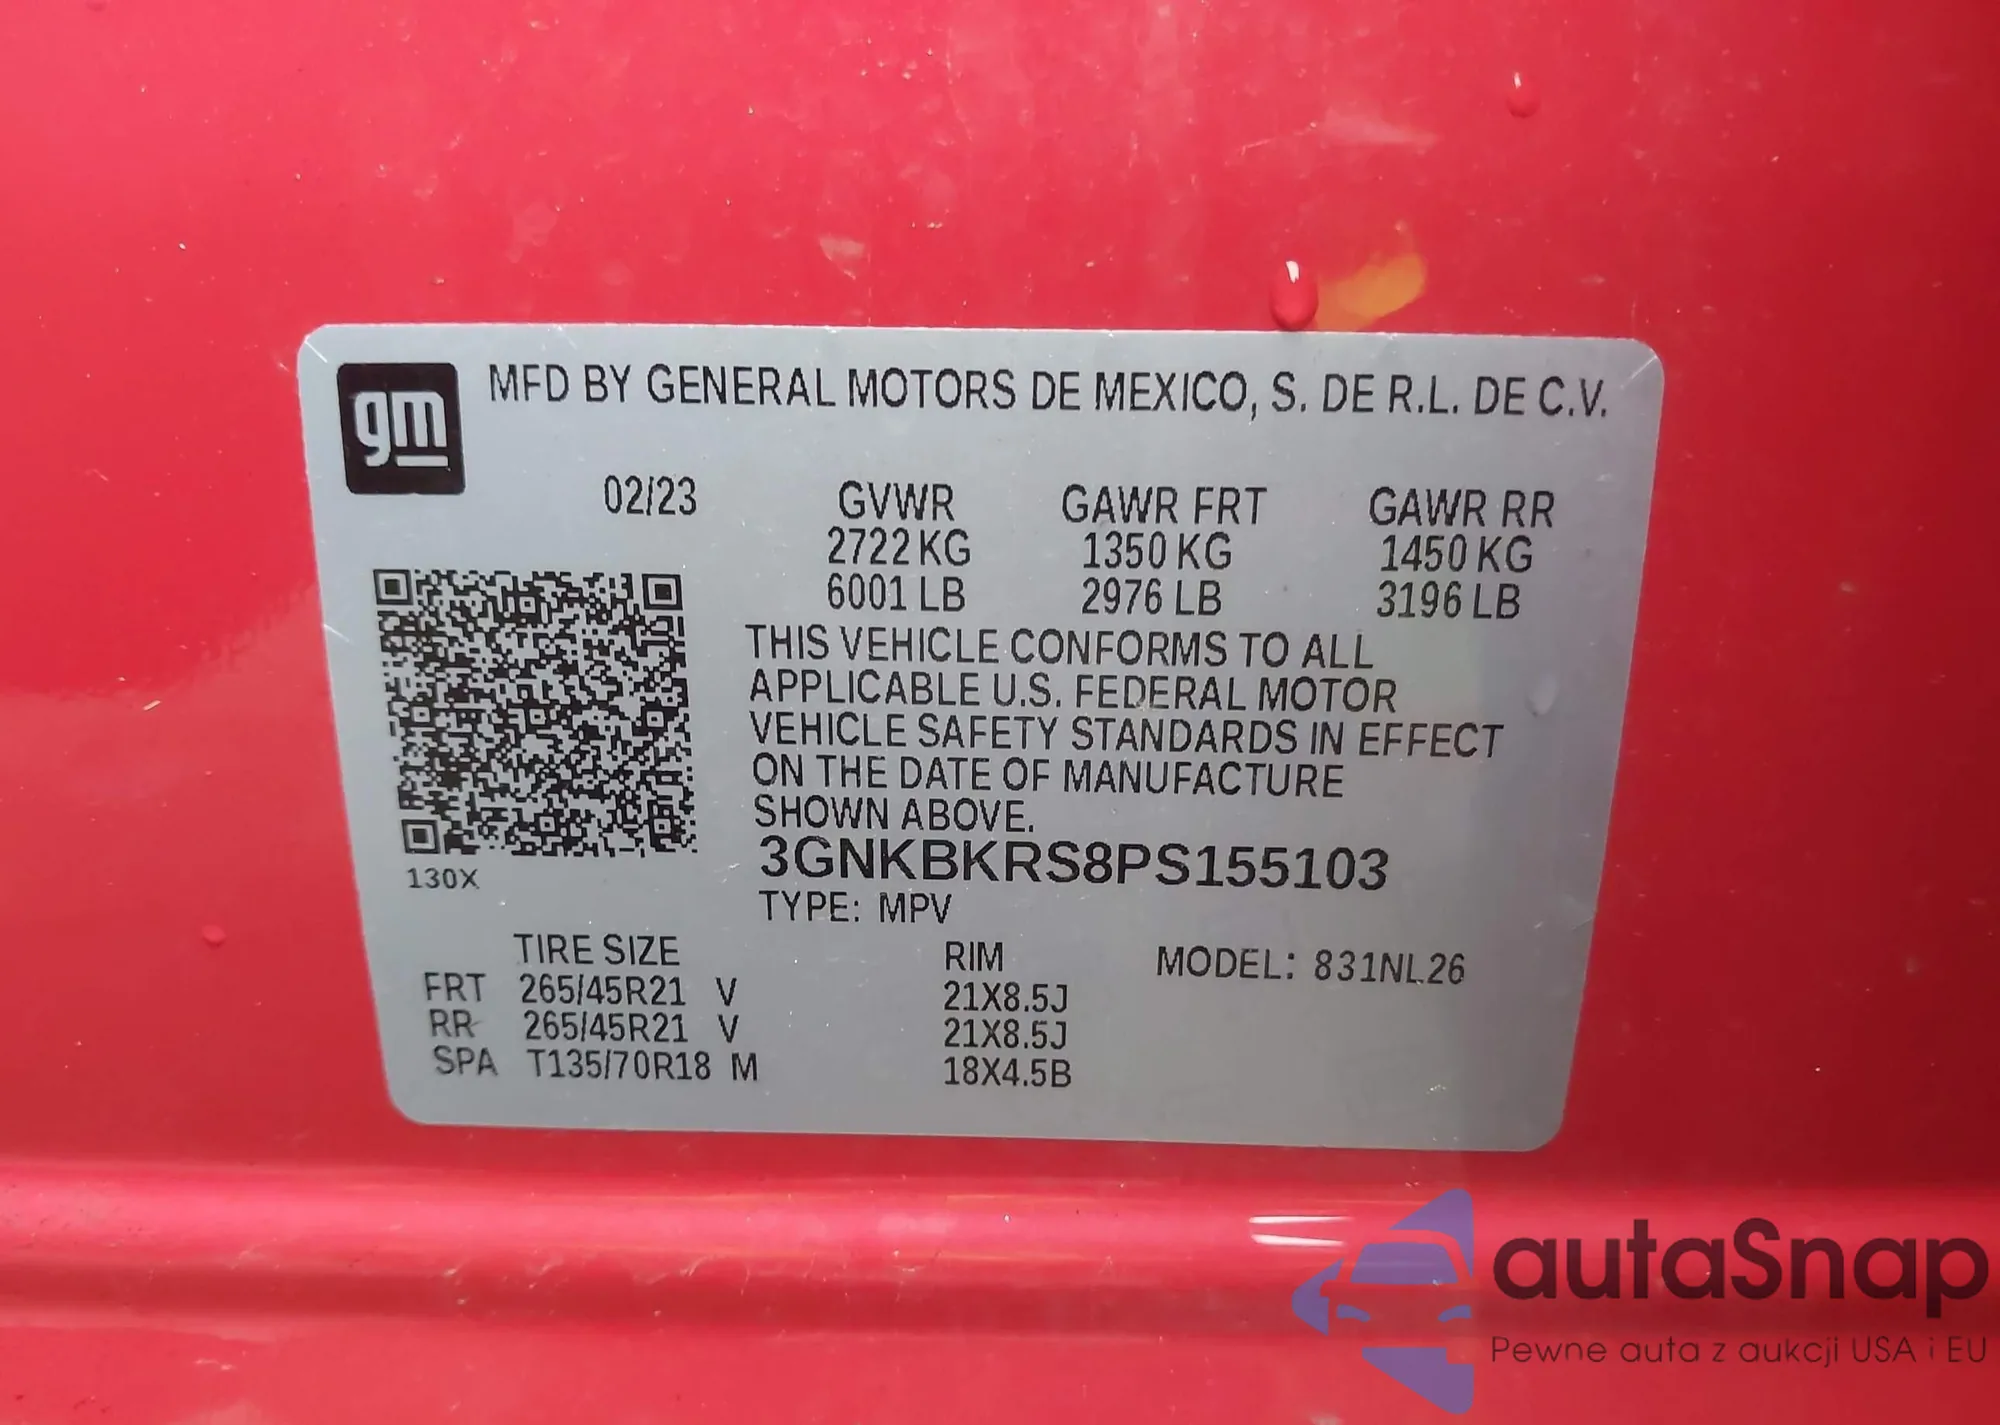 gm
MFD BY GENERAL MOTORS DE MEXICO, S. DE R.L. DE C.V.
02/23 GVWR GAWR FRT GAWR RR
2722 KG 1350 KG 1450 KG
6001 LB 2976 LB 3196 LB
THIS VEHICLE CONFORMS TO ALL
APPLICABLE U.S. FEDERAL MOTOR
VEHICLE SAFETY STANDARDS IN EFFECT
ON THE DATE OF MANUFACTURE
SHOWN ABOVE.
3GNKBKRS8PS155103
130X
TYPE: MPV
TIRE SIZE RIM MODEL: 831NL26
FRT 265/45R21 V 21X8.5J
RR 265/45R21 V 21X8.5J
SPA T135/70R18 M 18X4.5B
autaSnap
Pewne auta z aukcji USA i EU